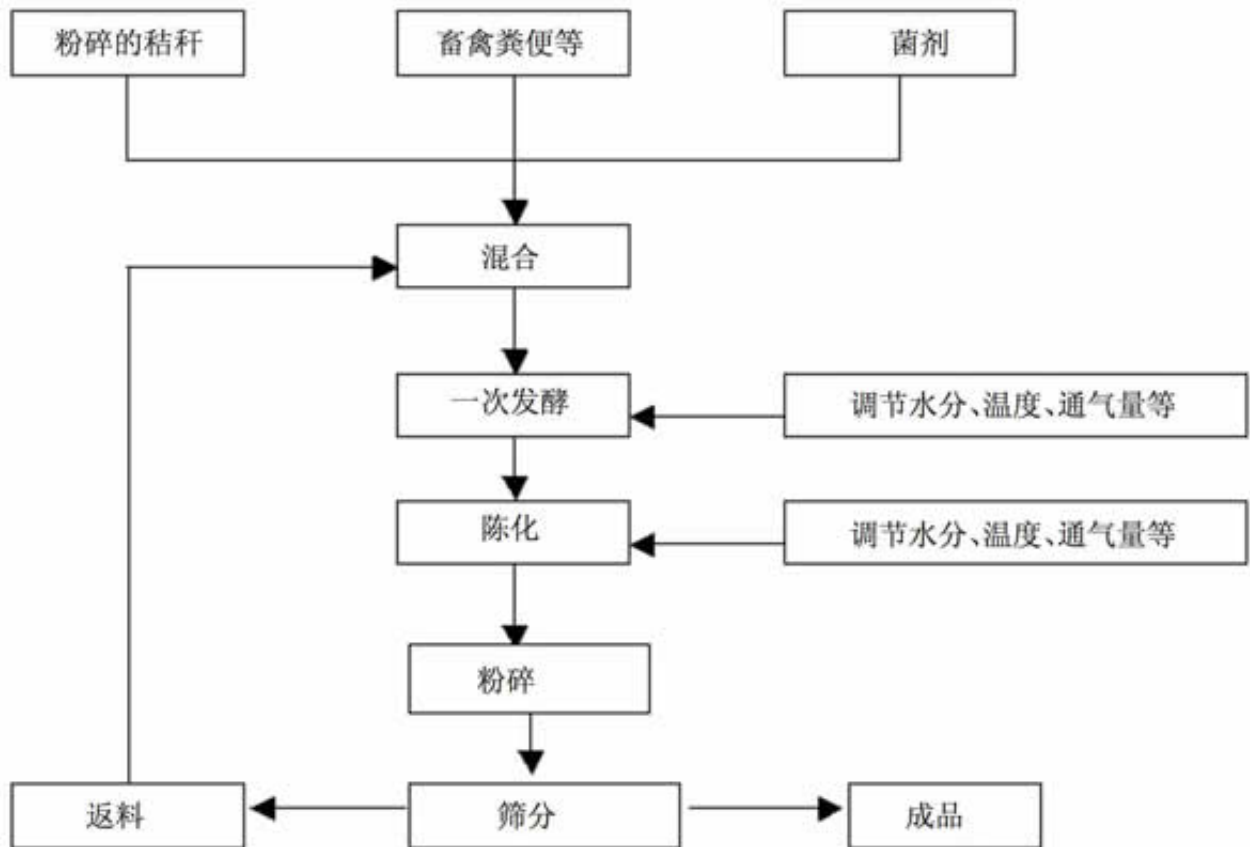 粉碎的秸秆
畜禽粪便等
菌剂
混合
一次发酵
调节水分、温度、通气量等
陈化
调节水分、温度、通气量等
粉碎
返料
筛分
成品